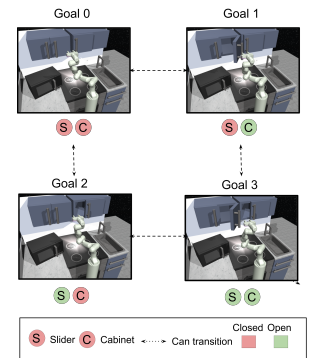 Goal 0 Goal 1
S C S C
Goal 2 Goal 3
S C S C
Closed Open
S Slider C Cabinet Can transition